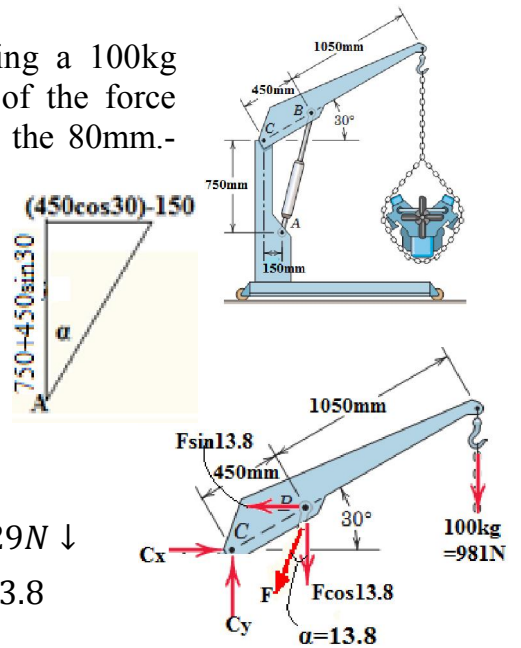 ing a 100kg
of the force
the 80mm.-
1050mm
450mm
B
C
30°
750mm
A
150mm
(450cos30)-150
750+450sin30
α
A
1050mm
Fsin13.8
450mm
B
C
30°
Cx
100kg
=981N
F
Fcos13.8
Cy
α=13.8
29N ↓
3.8